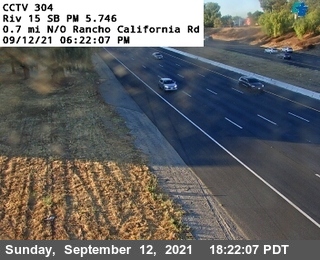 CCTV 304
Riv 15 SB PM 5.746
0.7 mi N/O Rancho California Rd
09/12/21 06:22:07 PM
Sunday, September 12, 2021 18:22:07 PDT